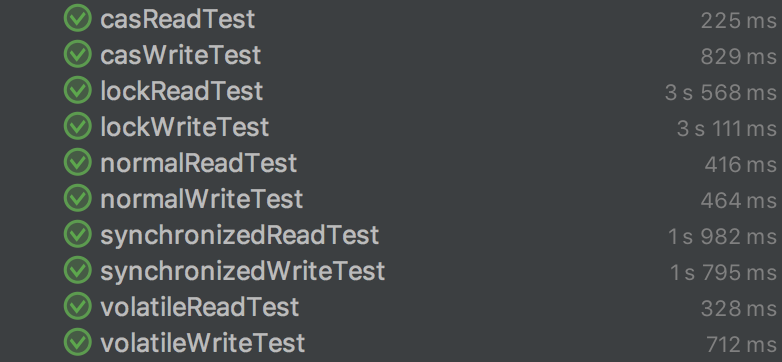 casReadTest 225 ms
casWriteTest 829 ms
lockReadTest 3 s 568 ms
lockWriteTest 3 s 111 ms
normalReadTest 416 ms
normalWriteTest 464 ms
synchronizedReadTest 1 s 982 ms
synchronizedWriteTest 1 s 795 ms
volatileReadTest 328 ms
volatileWriteTest 712 ms